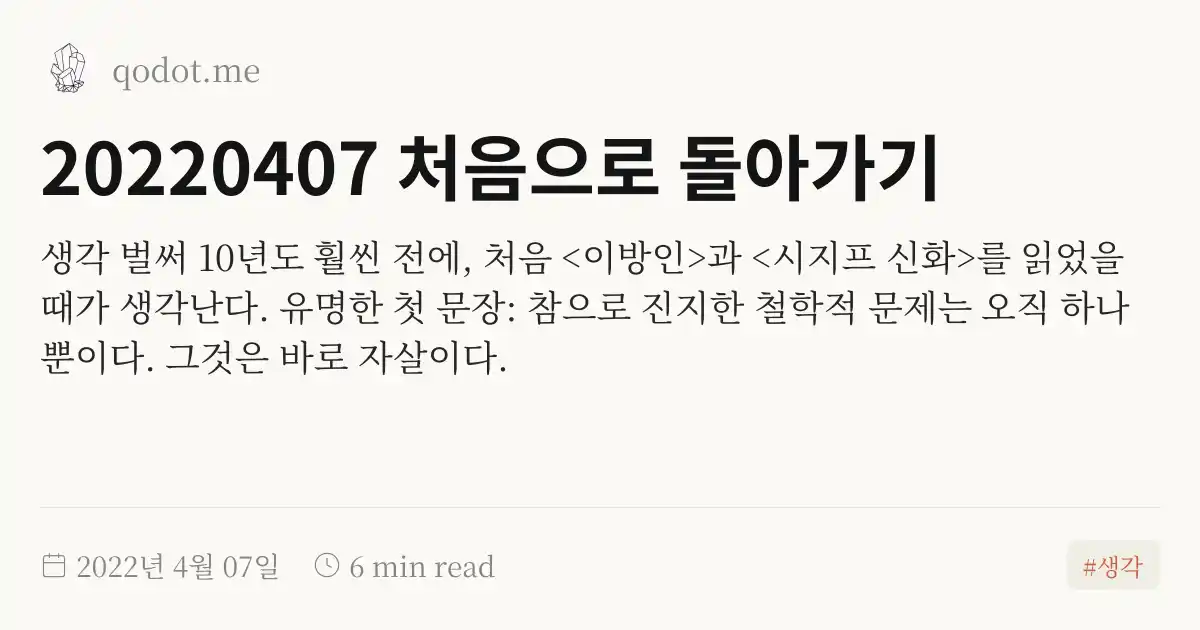 qodot.me
20220407 처음으로 돌아가기
생각 벌써 10년도 훨씬 전에, 처음 <이방인>과 <시지프 신화>를 읽었을
때가 생각난다. 유명한 첫 문장: 참으로 진지한 철학적 문제는 오직 하나
뿐이다. 그것은 바로 자살이다.
2022년 4월 07일
6 min read
#생각